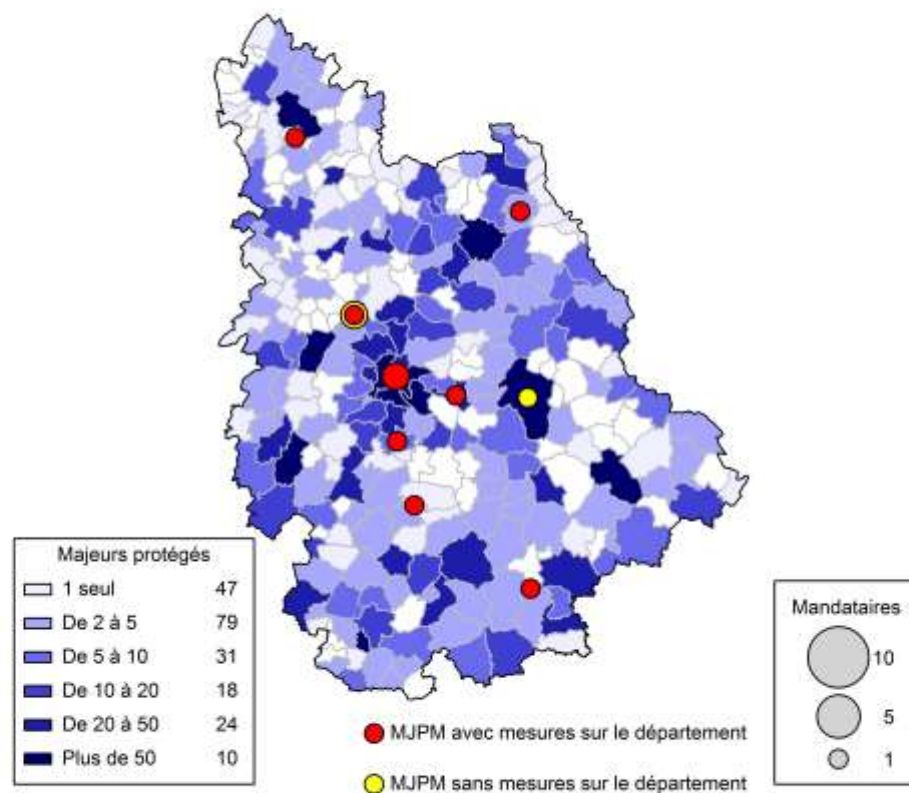 Majeurs protégés
1 seul 47
De 2 à 5 79
De 5 à 10 31
De 10 à 20 18
De 20 à 50 24
Plus de 50 10
MJPM avec mesures sur le département
MJPM sans mesures sur le département
Mandataires
10
5
1